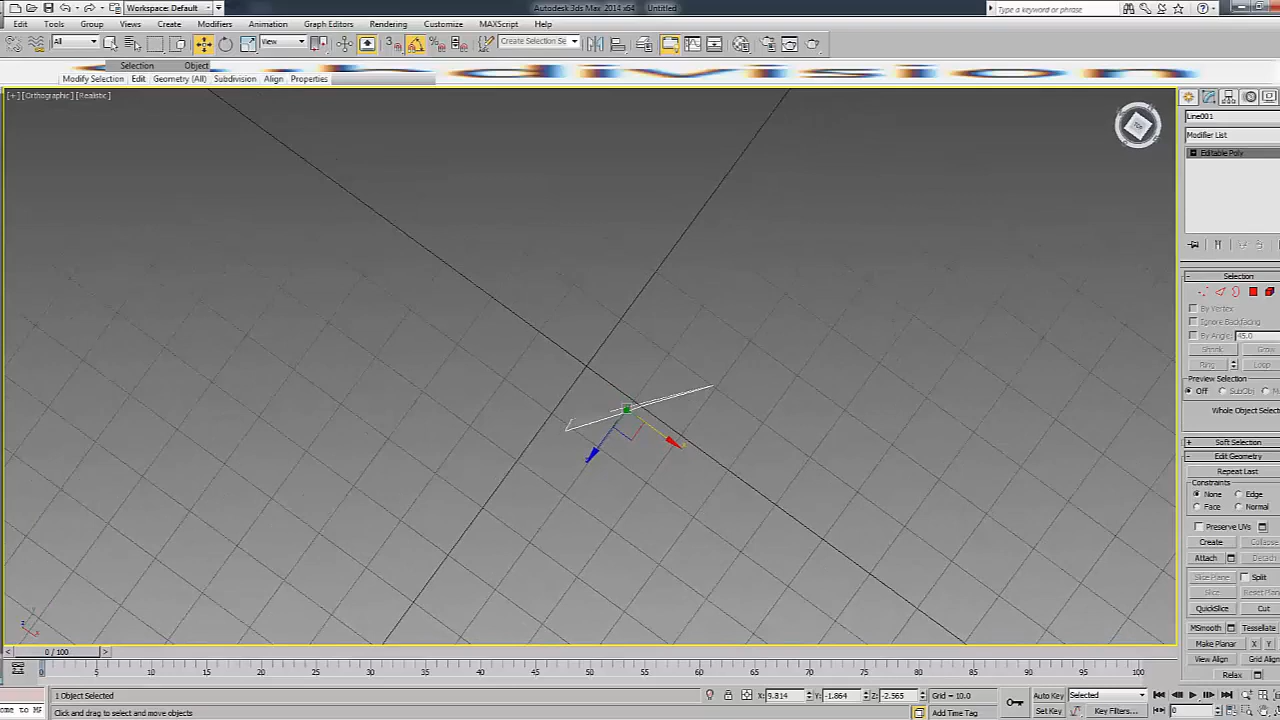 Autodesk 3ds Max 2014 x64 Untitled
Workspace: Default
Type a keyword or phrase
Edit Tools Group Views Create Modifiers Animation Graph Editors Rendering Customize MAXScript Help
All View Create Selection Se
Selection Object
Modify Selection Edit Geometry (All) Subdivision Align Properties
[+] [Orthographic] [Realistic]
Line001
Modifier List
Editable Poly
Selection
By Vertex
Ignore Backfacing
By Angle: 45.0
Shrink Grow
Ring Loop
Preview Selection
Off SubObj
Whole Object Selec
Soft Selection
Edit Geometry
Repeat Last
Constraints
None Edge
Face Normal
Preserve UVs
Create Collapse
Attach Detach
Slice Plane Split
Slice Reset Plan
QuickSlice Cut
MSmooth Tessellate
Make Planar X Y
View Align Grid Align
Relax
0 / 100
0 5 10 15 20 25 30 35 40 45 50 55 60 65 70 75 80 85 90 95 100
1 Object Selected X: 9.814 Y: -1.864 Z: -2.565 Grid = 10.0 Auto Key Selected
Click and drag to select and move objects Add Time Tag Set Key Key Filters... 0